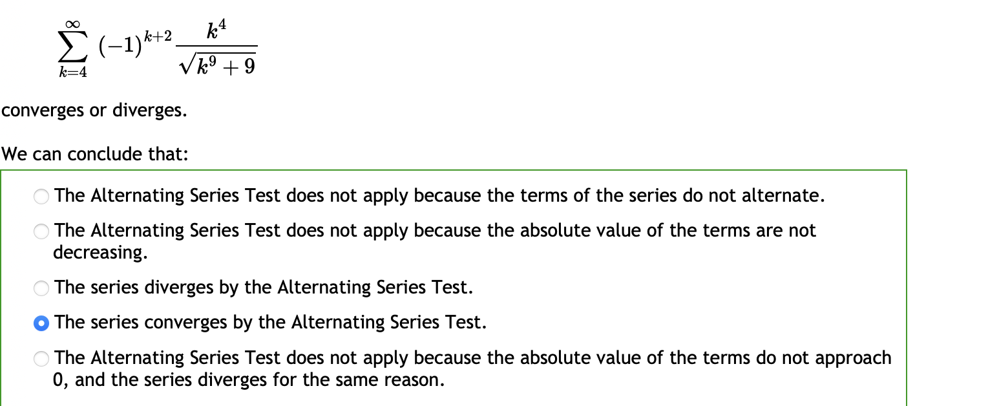 ∞
∑ (−1)^{k+2} k^4 / √(k^9 + 9)
k=4
converges or diverges.
We can conclude that:
The Alternating Series Test does not apply because the terms of the series do not alternate.
The Alternating Series Test does not apply because the absolute value of the terms are not
decreasing.
The series diverges by the Alternating Series Test.
The series converges by the Alternating Series Test.
The Alternating Series Test does not apply because the absolute value of the terms do not approach
0, and the series diverges for the same reason.